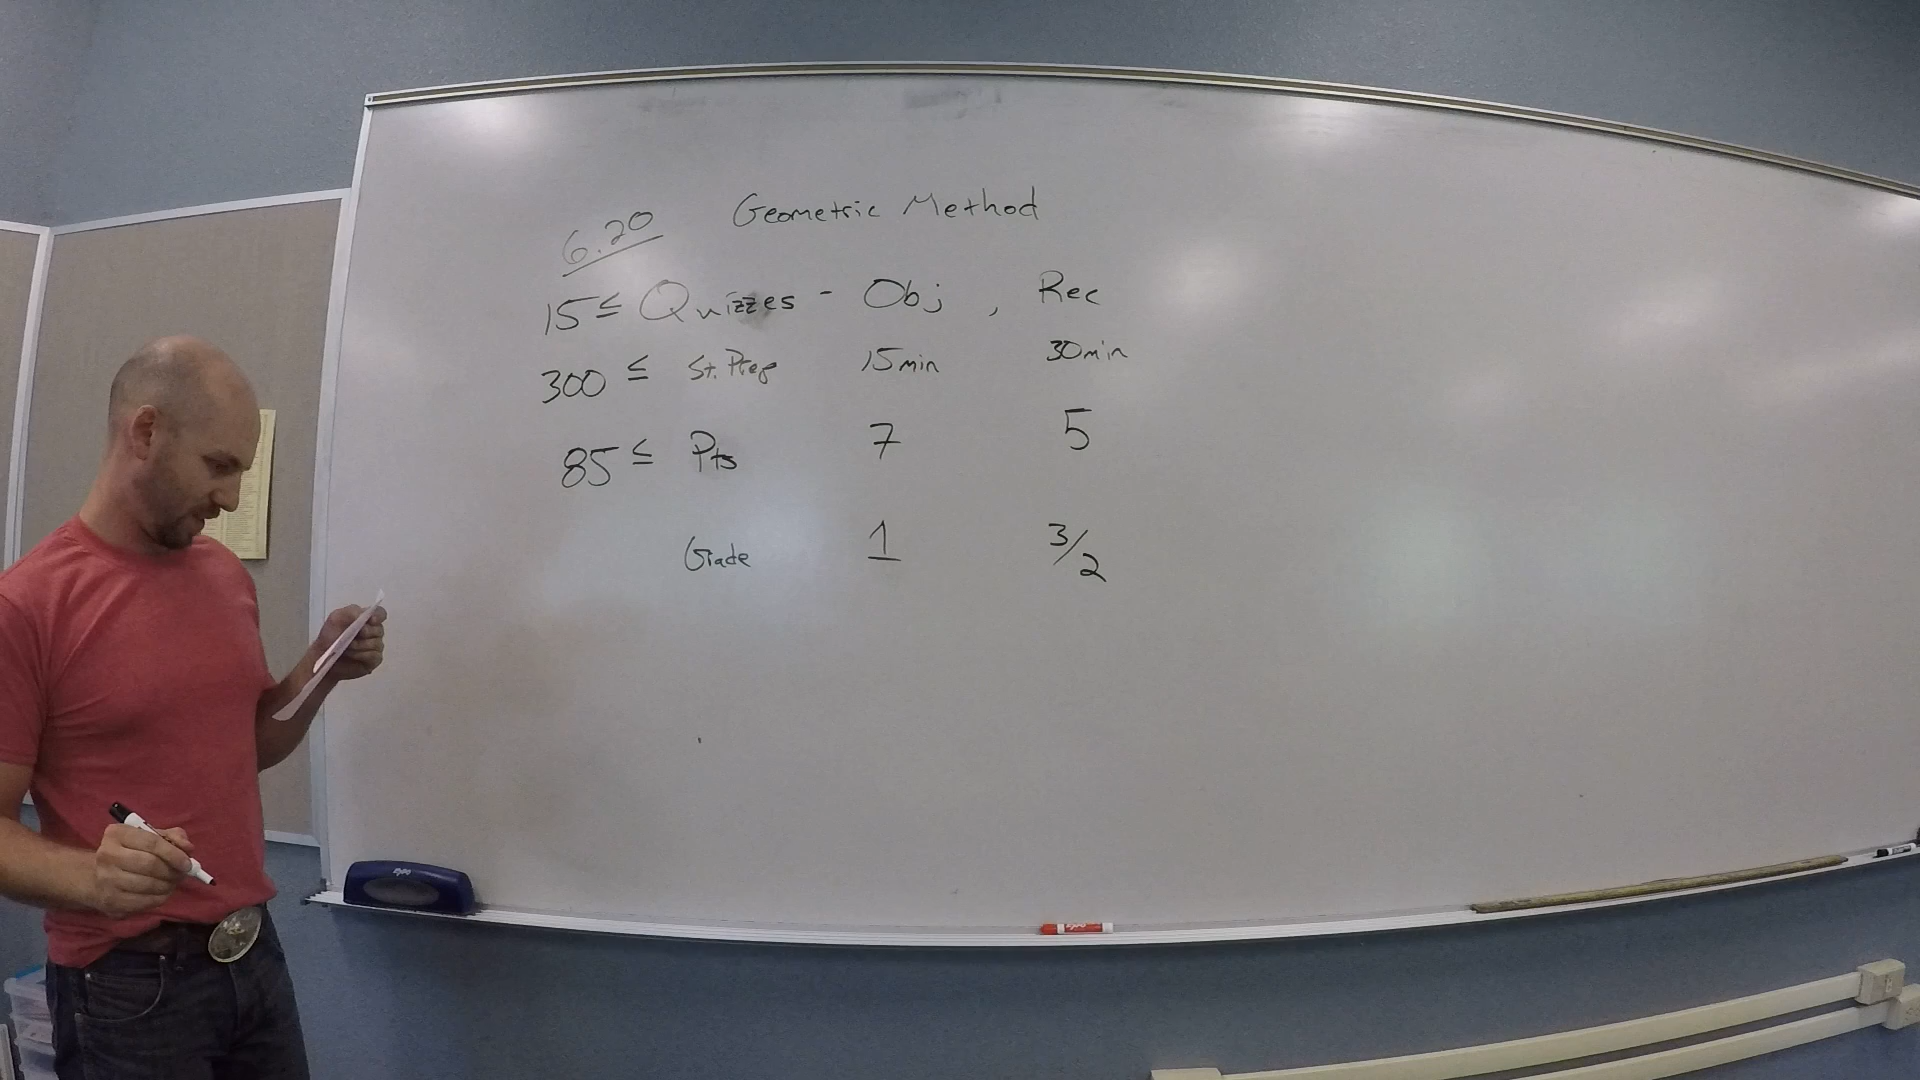 6.20 Geometric Method
15 ≤ Quizzes - Obj , Rec
300 ≤ St. Prep 15min 30min
85 ≤ Pts 7 5
Grade 1 3/2
expo